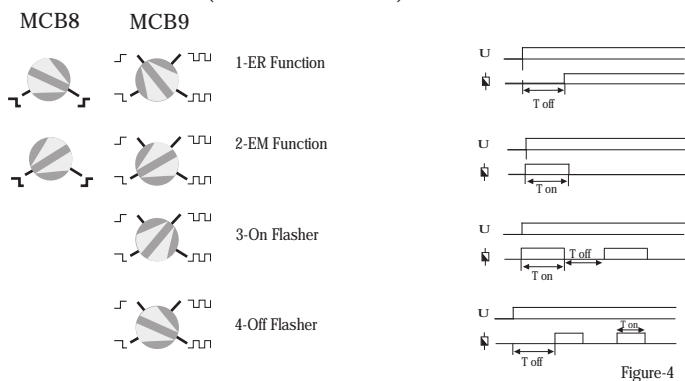 MCB8 MCB9
1-ER Function
U
T off
2-EM Function
U
T on
3-On Flasher
U
T off
T on
4-Off Flasher
U
T on
T off
Figure-4